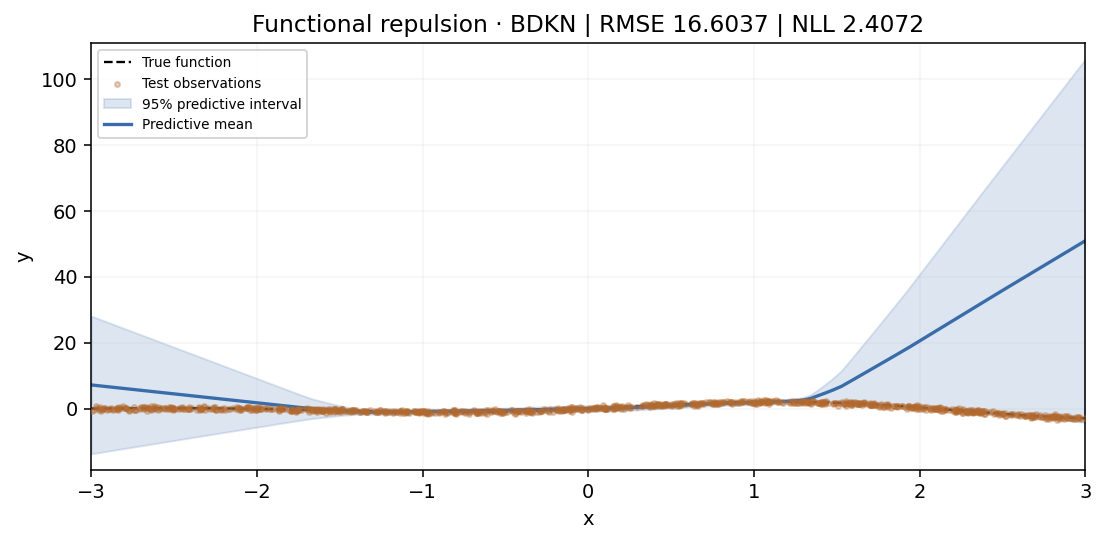 Functional repulsion · BDKN | RMSE 16.6037 | NLL 2.4072
True function
Test observations
95% predictive interval
Predictive mean
100
80
60
40
20
0
y
−3
−2
−1
0
1
2
3
x